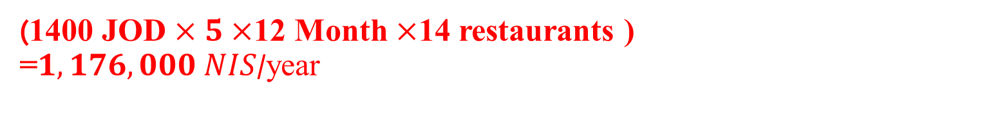 (1400 JOD × 5 ×12 Month ×14 restaurants )
=1,176,000 NIS/year